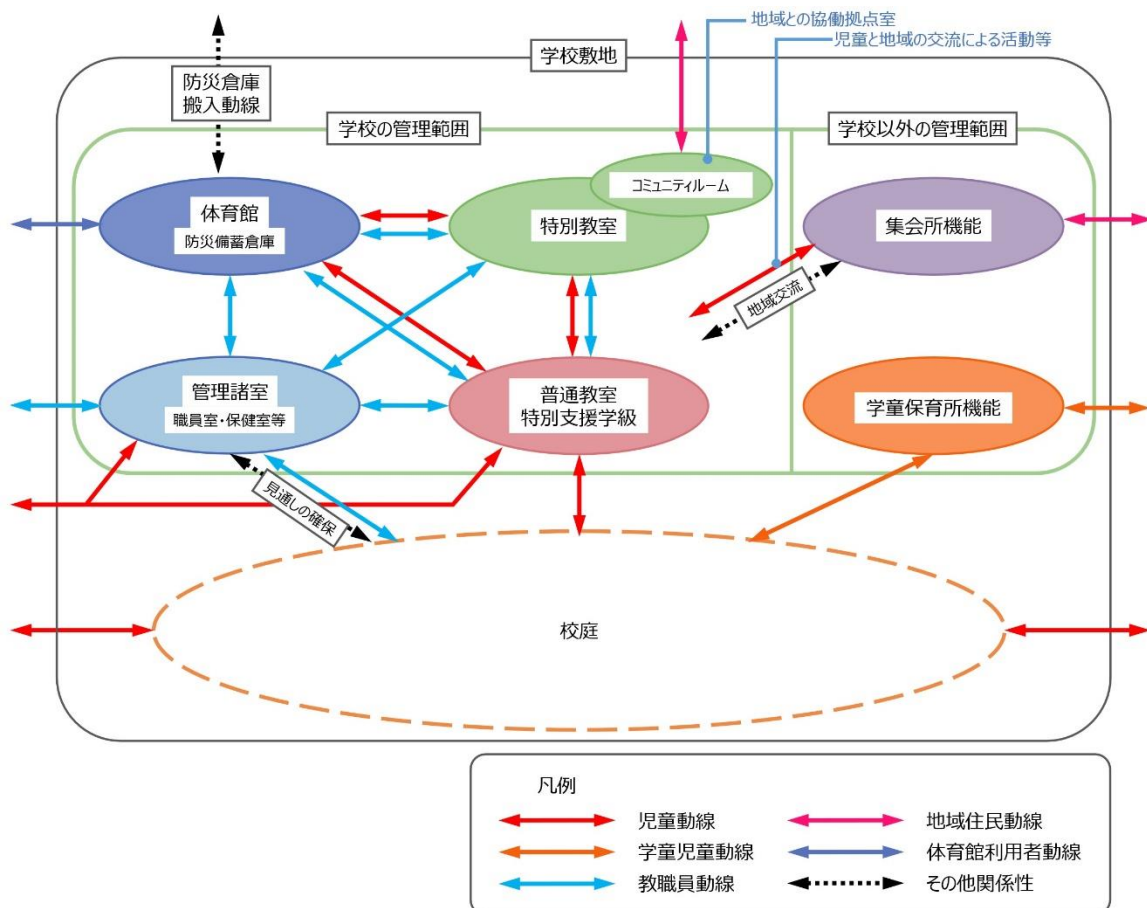 地域との協働拠点室
児童と地域の交流による活動等
学校敷地
防災倉庫
搬入動線
学校の管理範囲
学校以外の管理範囲
コミュニティルーム
体育館
防災備蓄倉庫
特別教室
集会所機能
地域交流
管理諸室
職員室・保健室等
普通教室
特別支援学級
学童保育所機能
見通しの確保
校庭
凡例
児童動線
地域住民動線
学童児童動線
体育館利用者動線
教職員動線
その他関係性